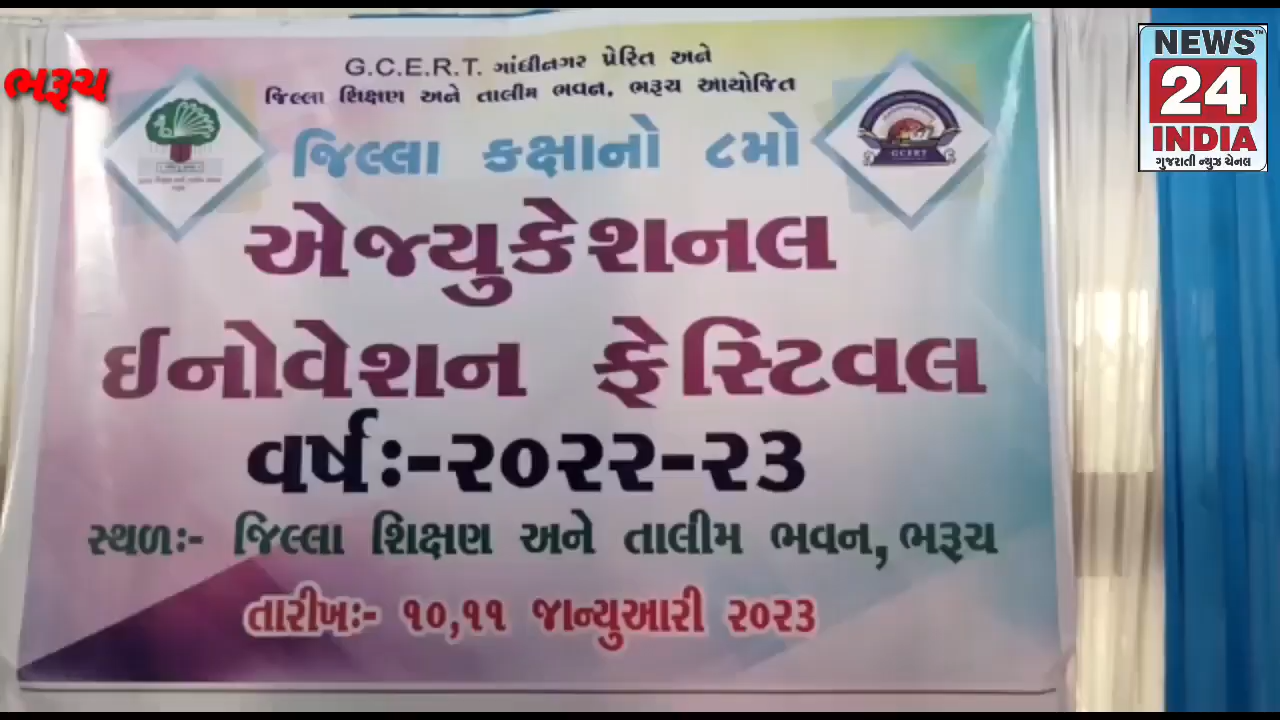 ભરૂચ
NEWS
24
INDIA
ગુજરાતી ન્યુઝ ચેનલ
G.C.E.R.T. ગાંધીનગર પ્રેરિત અને
જિલ્લા શિક્ષણ અને તાલીમ ભવન, ભરૂચ આયોજિત
જિલ્લા કક્ષાનો ૮મો
GCERT
એજ્યુકેશનલ
ઈનોવેશન ફેસ્ટિવલ
વર્ષઃ-૨૦૨૨-૨૩
સ્થળઃ- જિલ્લા શિક્ષણ અને તાલીમ ભવન, ભરૂચ
તારીખઃ- ૧૦,૧૧ જાન્યુઆરી ૨૦૨૩